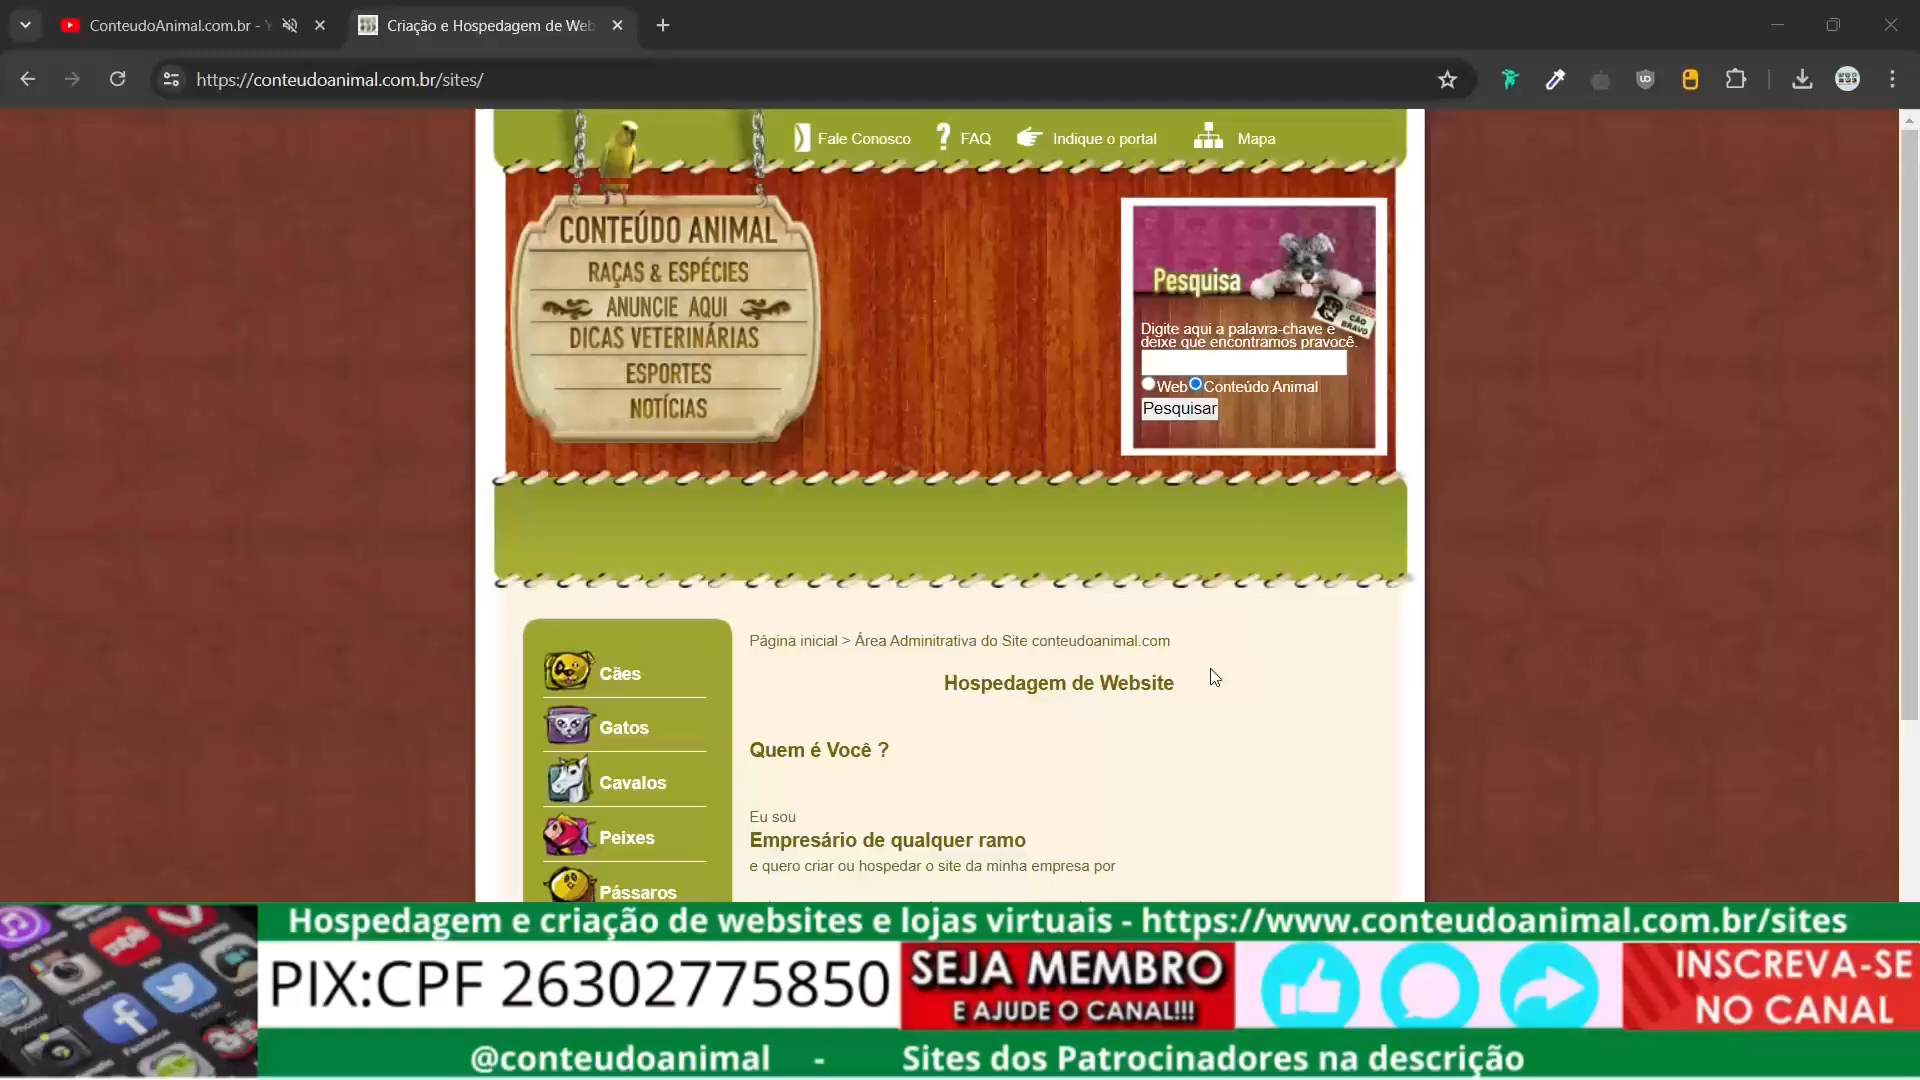 ConteudoAnimal.com.br -
Criação e Hospedagem de Web
https://conteudoanimal.com.br/sites/
Fale Conosco
FAQ
Indique o portal
Mapa
CONTEÚDO ANIMAL
RAÇAS & ESPÉCIES
ANUNCIE AQUI
DICAS VETERINÁRIAS
ESPORTES
NOTÍCIAS
Pesquisa
CÃO
BRAVO
Digite aqui a palavra-chave e
deixe que encontramos pravocê.
Web Conteúdo Animal
Pesquisar
Página inicial > Área Adminitrativa do Site conteudoanimal.com
Hospedagem de Website
Cães
Gatos
Cavalos
Peixes
Pássaros
Quem é Você ?
Eu sou
Empresário de qualquer ramo
e quero criar ou hospedar o site da minha empresa por
Hospedagem e criação de websites e lojas virtuais - https://www.conteudoanimal.com.br/sites
PIX:CPF 26302775850
SEJA MEMBRO
E AJUDE O CANAL!!!
INSCREVA-SE
NO CANAL
@conteudoanimal - Sites dos Patrocinadores na descrição